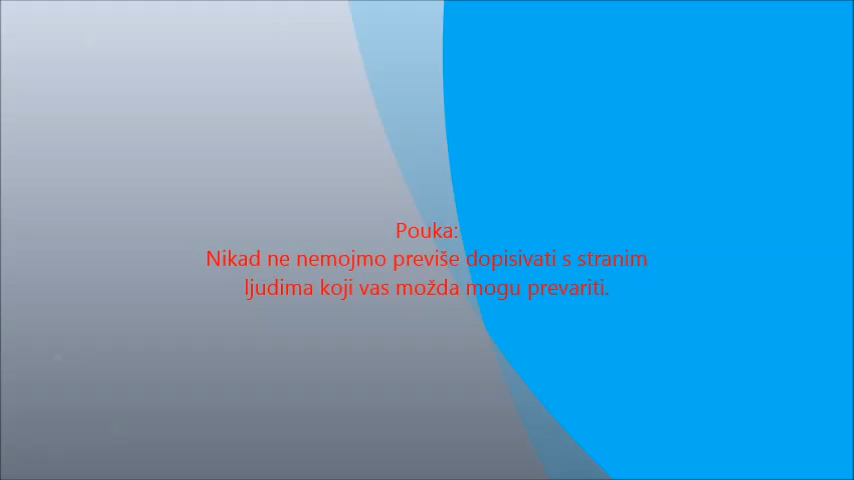 Pouka:
Nikad ne nemojmo previše dopisivati s stranim
ljudima koji vas možda mogu prevariti.